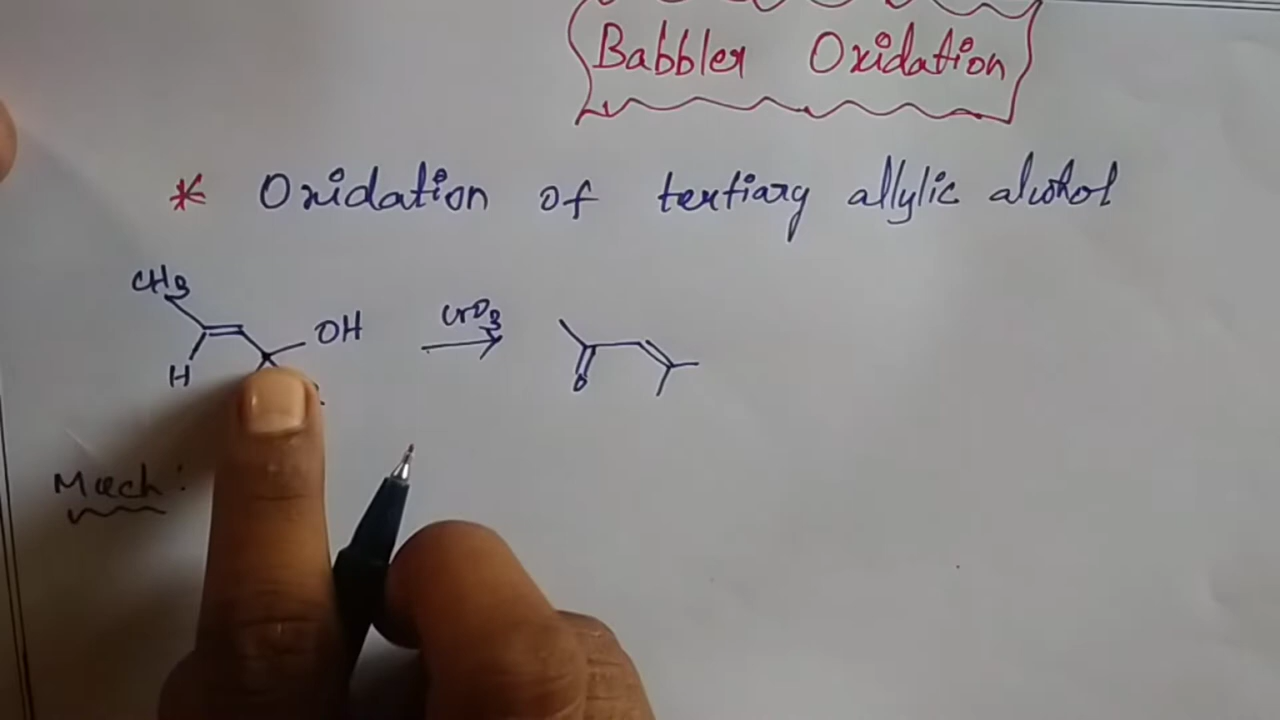 Babbler Oxidation
* Oxidation of tertiary allylic alcohol
CH3
OH
CrO3
H
O
Mech: